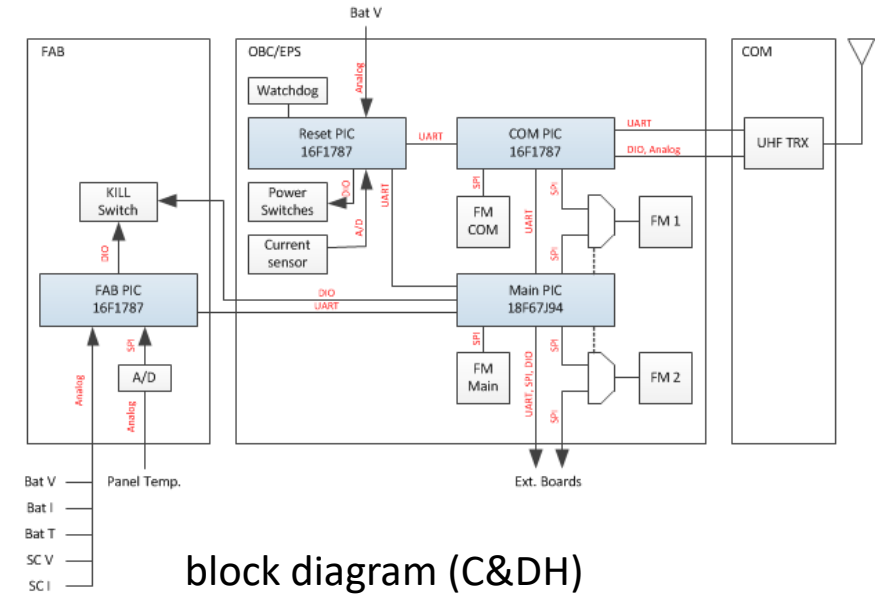 Bat V
FAB
OBC/EPS
COM
Analog
Watchdog
Reset PIC
16F1787
UART
COM PIC
16F1787
UART
DIO, Analog
UHF TRX
KILL
Switch
Power
Switches
DIO
UART
SPI
SPI
FM
COM
UART
FM 1
Current
sensor
A/D
SPI
DIO
FAB PIC
16F1787
DIO
UART
Main PIC
18F67J94
SPI
A/D
Analog
Analog
SPI
FM
Main
UART, SPI, DIO
SPI
SPI
FM 2
Bat V
Panel Temp.
Ext. Boards
Bat I
Bat T
SC V
SC I
block diagram (C&DH)